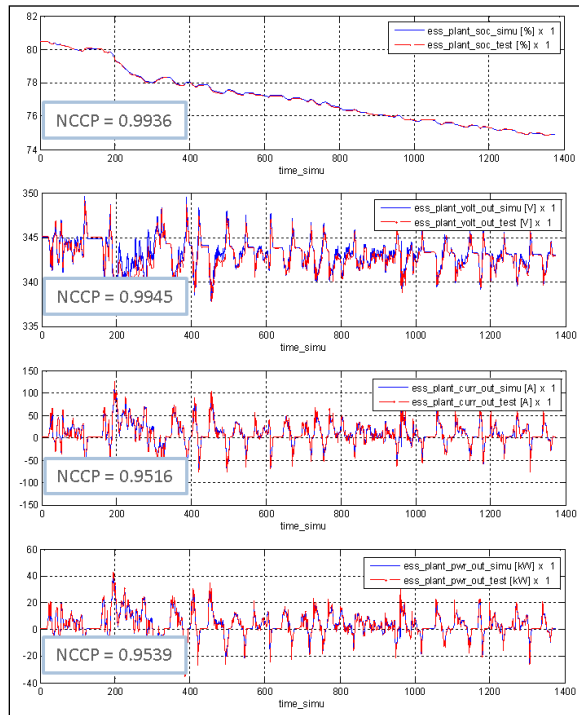 82
80
78
76
74
ess_plant_soc_simu [%] × 1
ess_plant_soc_test [%] × 1
NCCP = 0.9936
0 200 400 600 800 1000 1200 1400
time_simu
350
345
340
335
ess_plant_volt_out_simu [V] × 1
ess_plant_volt_out_test [V] × 1
NCCP = 0.9945
0 200 400 600 800 1000 1200 1400
time_simu
150
100
50
0
-50
-100
-150
ess_plant_curr_out_simu [A] × 1
ess_plant_curr_out_test [A] × 1
NCCP = 0.9516
0 200 400 600 800 1000 1200 1400
time_simu
60
40
20
0
-20
-40
ess_plant_pwr_out_simu [kW] × 1
ess_plant_pwr_out_test [kW] × 1
NCCP = 0.9539
0 200 400 600 800 1000 1200 1400
time_simu